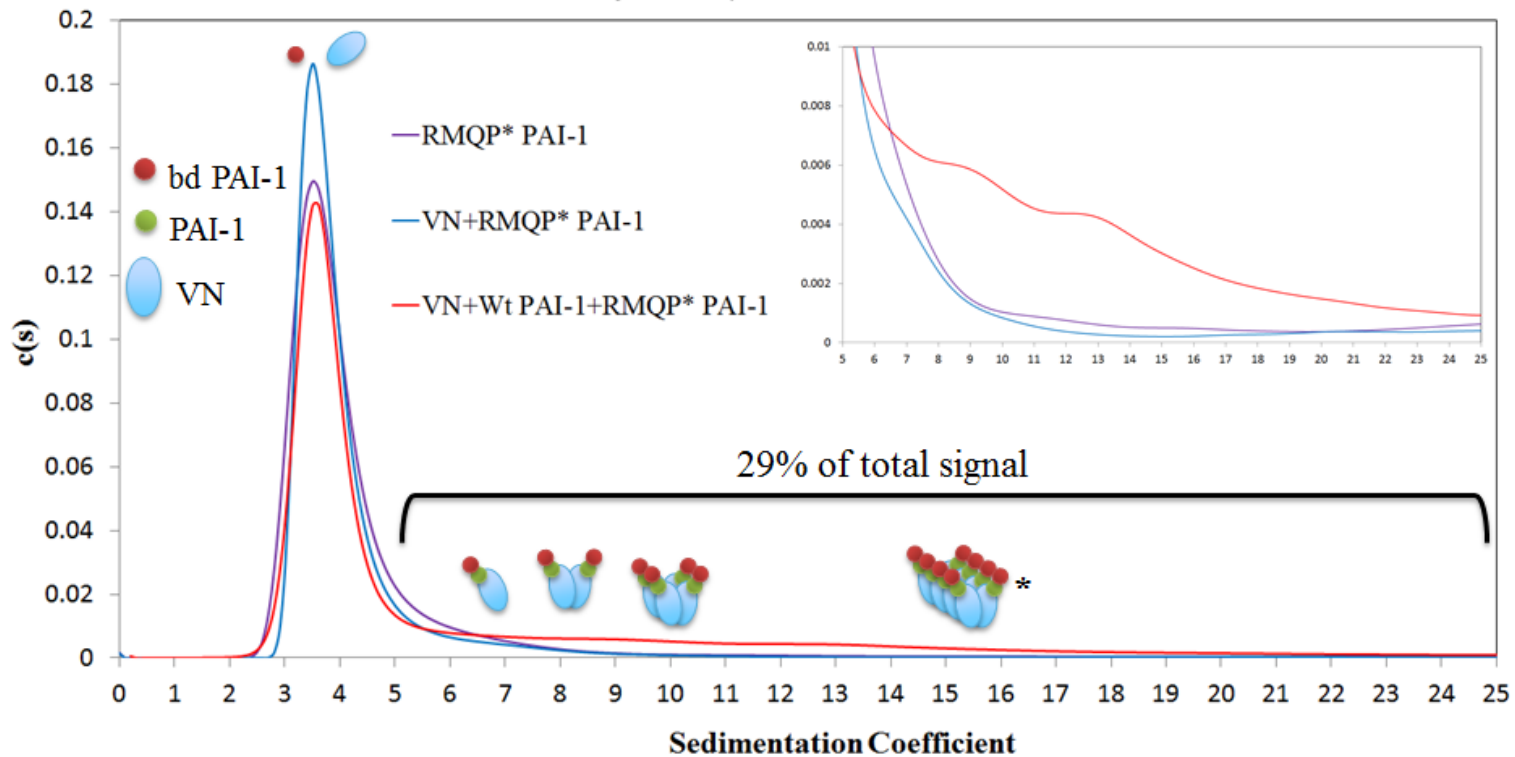 0.2
0.18
0.16
0.14
0.12
0.1
0.08
0.06
0.04
0.02
0
c(s)
bd PAI-1
PAI-1
VN
RMQP* PAI-1
VN+RMQP* PAI-1
VN+Wt PAI-1+RMQP* PAI-1
0.01
0.008
0.006
0.004
0.002
0
5 6 7 8 9 10 11 12 13 14 15 16 17 18 19 20 21 22 23 24 25
29% of total signal
*
0 1 2 3 4 5 6 7 8 9 10 11 12 13 14 15 16 17 18 19 20 21 22 23 24 25
Sedimentation Coefficient